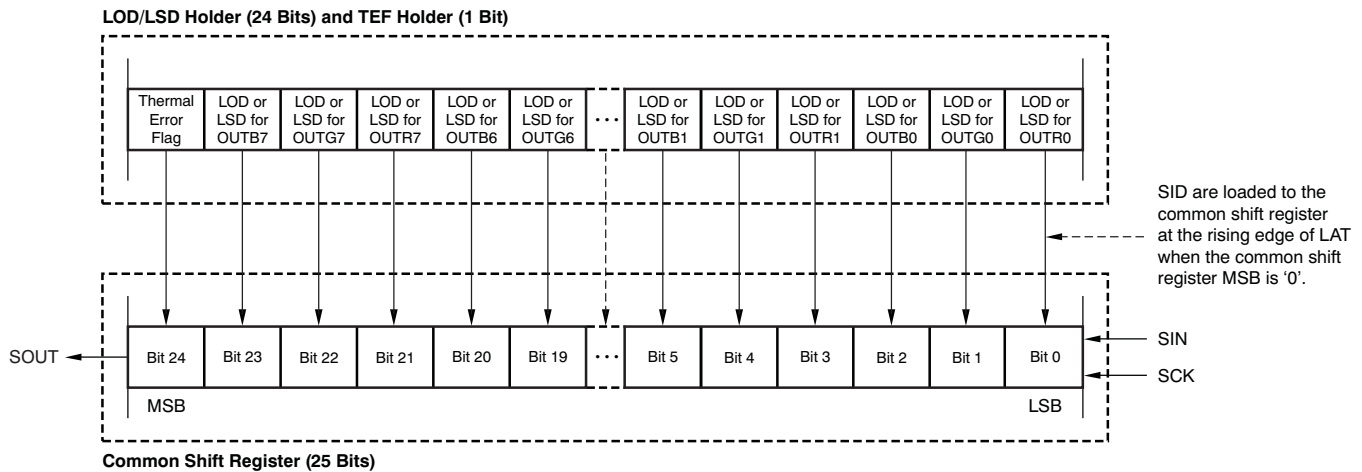 LOD/LSD Holder (24 Bits) and TEF Holder (1 Bit)
Thermal
Error
Flag
LOD or
LSD for
OUTB7
LOD or
LSD for
OUTG7
LOD or
LSD for
OUTR7
LOD or
LSD for
OUTB6
LOD or
LSD for
OUTG6
LOD or
LSD for
OUTB1
LOD or
LSD for
OUTG1
LOD or
LSD for
OUTR1
LOD or
LSD for
OUTB0
LOD or
LSD for
OUTG0
LOD or
LSD for
OUTR0
SID are loaded to the
common shift register
at the rising edge of LAT
when the common shift
register MSB is ‘0’.
SOUT
Bit 24
Bit 23
Bit 22
Bit 21
Bit 20
Bit 19
Bit 5
Bit 4
Bit 3
Bit 2
Bit 1
Bit 0
SIN
SCK
MSB
LSB
Common Shift Register (25 Bits)